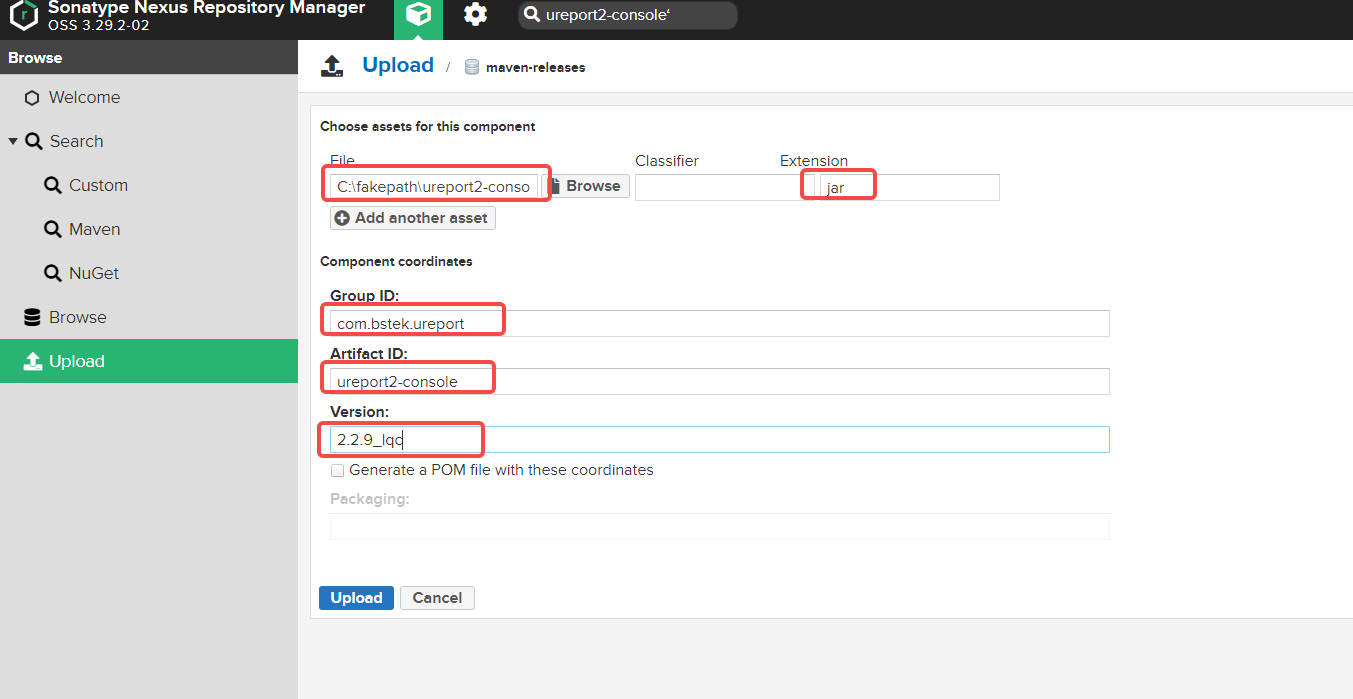 Sonatype Nexus Repository Manager
OSS 3.29.2-02
ureport2-console‘
Browse
Welcome
Search
Custom
Maven
NuGet
Browse
Upload
Upload / maven-releases
Choose assets for this component
File Classifier Extension
C:\fakepath\ureport2-conso Browse jar
Add another asset
Component coordinates
Group ID:
com.bstek.ureport
Artifact ID:
ureport2-console
Version:
2.2.9_lqc
Generate a POM file with these coordinates
Packaging:
Upload Cancel